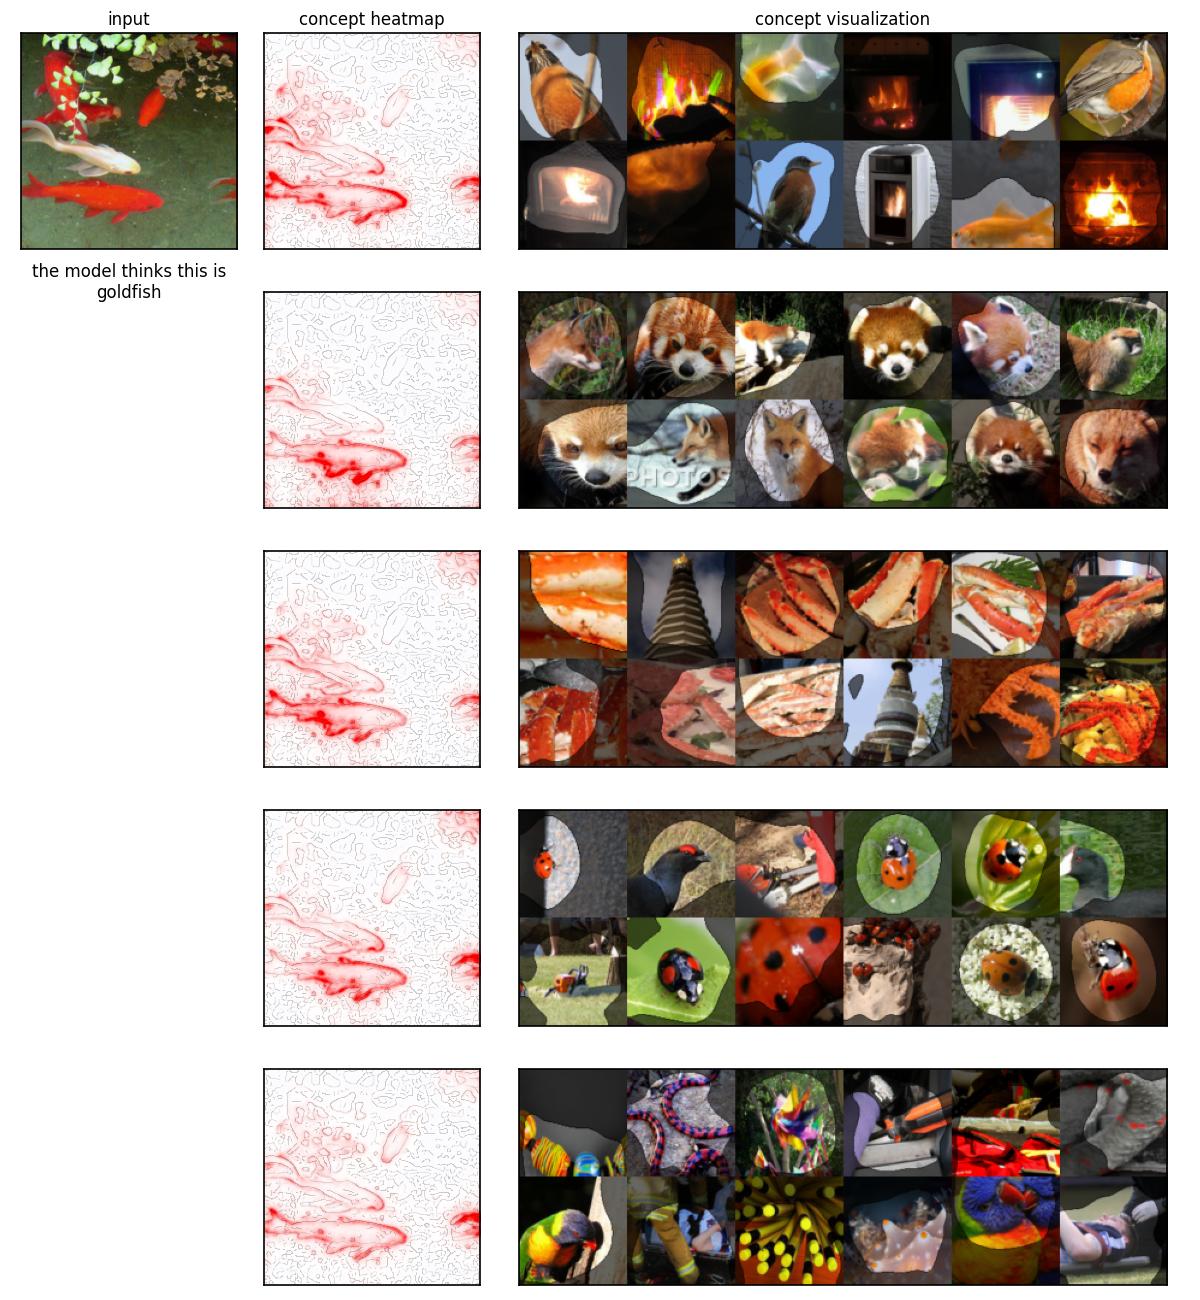 input
concept heatmap
concept visualization
the model thinks this is
goldfish
PHOTOS